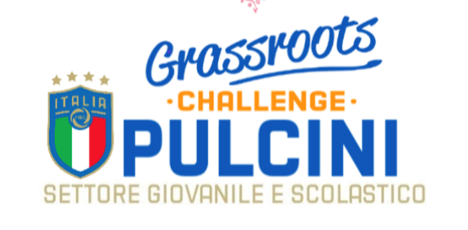 Grassroots
·CHALLENGE·
ITALIA
PULCINI
SETTORE GIOVANILE E SCOLASTICO